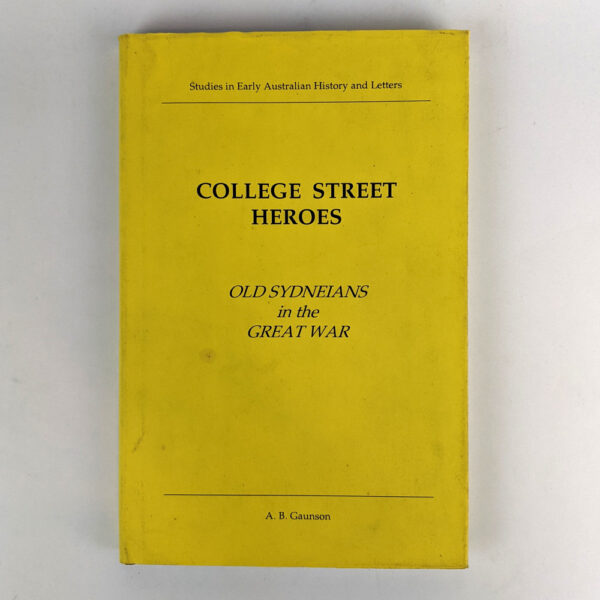 Studies in Early Australian History and Letters
COLLEGE STREET
HEROES
OLD SYDNEIANS
in the
GREAT WAR
A. B. Gaunson